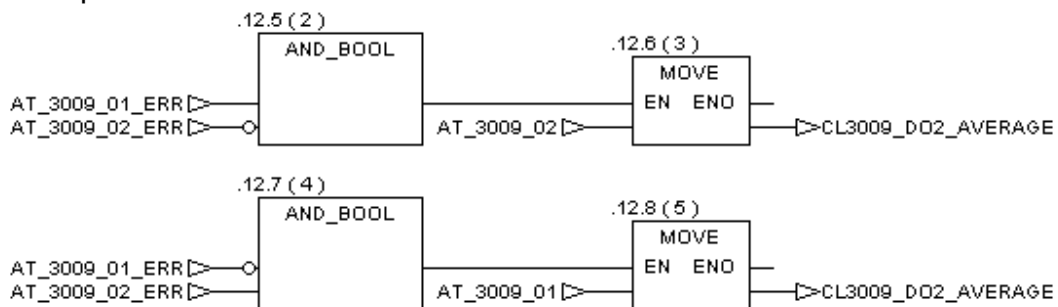 .12.5 ( 2 )
AND_BOOL
.12.6 ( 3 )
MOVE
AT_3009_01_ERR
EN ENO
AT_3009_02_ERR
AT_3009_02
CL3009_DO2_AVERAGE
.12.7 ( 4 )
AND_BOOL
.12.8 ( 5 )
MOVE
AT_3009_01_ERR
EN ENO
AT_3009_02_ERR
AT_3009_01
CL3009_DO2_AVERAGE